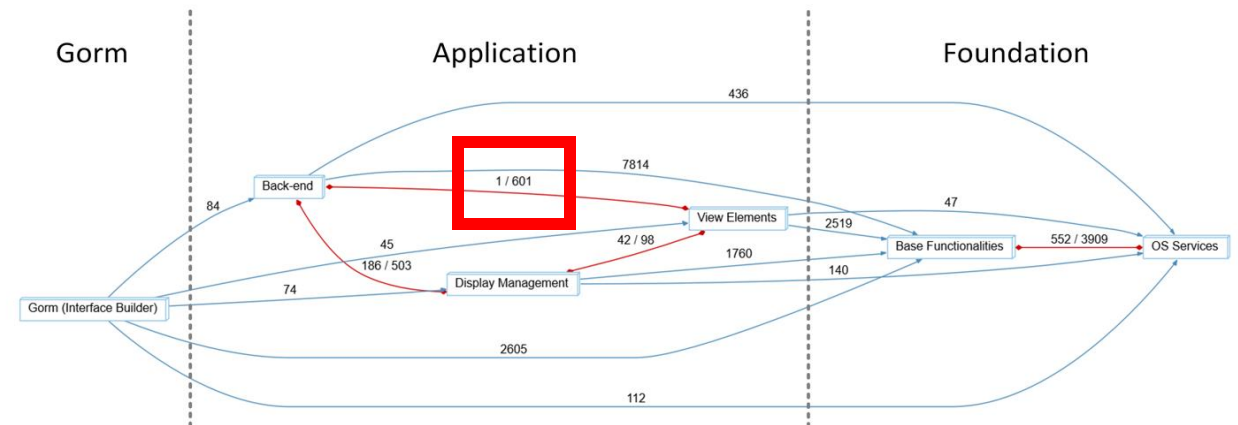 Gorm
Application
Foundation
436
7814
Back-end
1 / 601
84
View Elements
47
2519
45
42 / 98
Base Functionalities
552 / 3909
OS Services
186 / 503
1760
140
Display Management
74
Gorm (Interface Builder)
2605
112